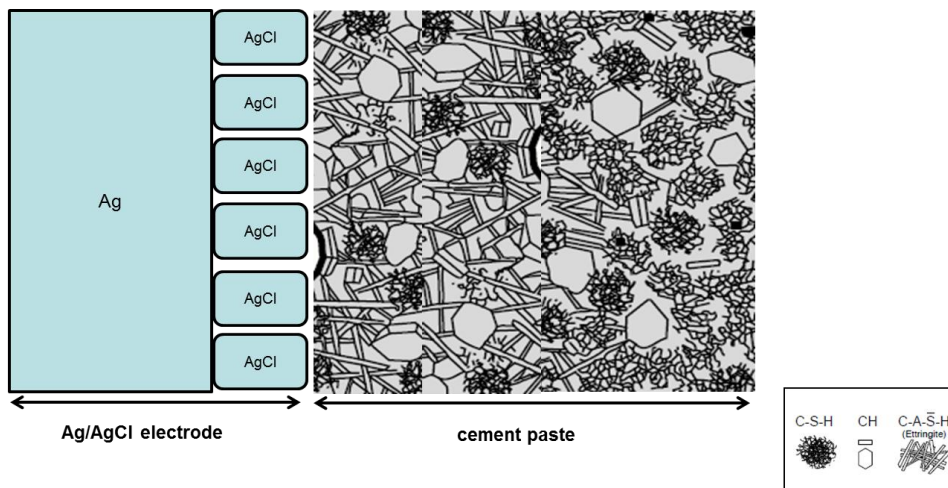 AgCl
AgCl
AgCl
Ag
AgCl
AgCl
AgCl
Ag/AgCl electrode
cement paste
C-S-H CH C-A-S̅-H
(Ettringite)